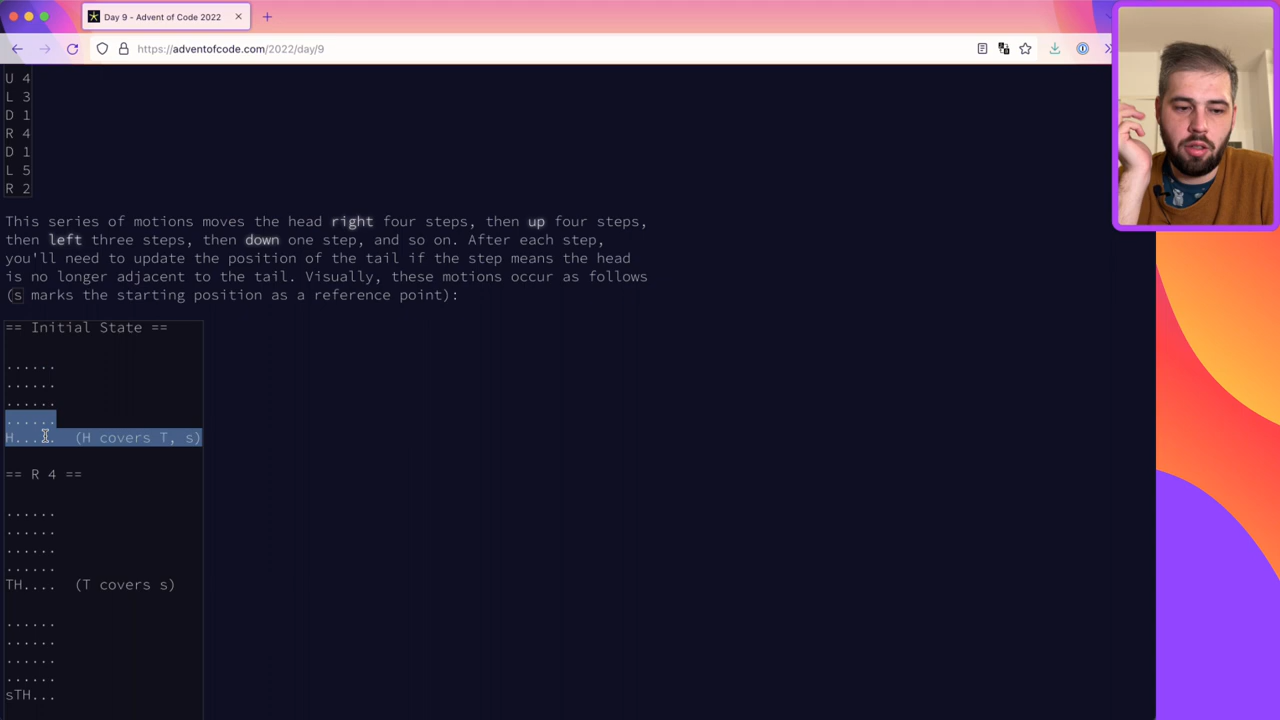 Day 9 - Advent of Code 2022
https://adventofcode.com/2022/day/9
U 4
L 3
D 1
R 4
D 1
L 5
R 2
This series of motions moves the head right four steps, then up four steps,
then left three steps, then down one step, and so on. After each step,
you'll need to update the position of the tail if the step means the head
is no longer adjacent to the tail. Visually, these motions occur as follows
(s marks the starting position as a reference point):
== Initial State ==
......
......
......
......
H..... (H covers T, s)
== R 4 ==
......
......
......
......
TH.... (T covers s)
......
......
......
......
sTH...